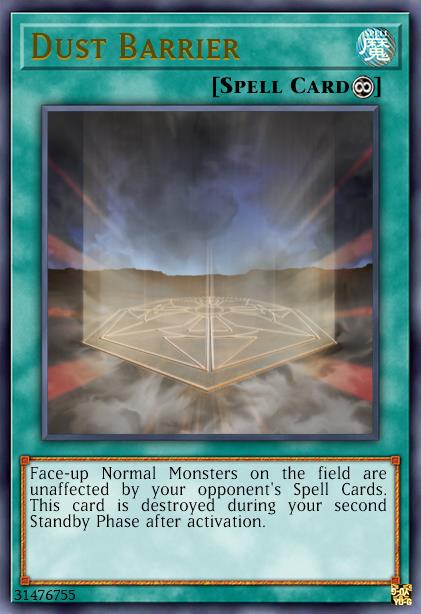 Dust Barrier
SPELL
魔
[Spell Card]
Face-up Normal Monsters on the field are
unaffected by your opponent's Spell Cards.
This card is destroyed during your second
Standby Phase after activation.
31476755